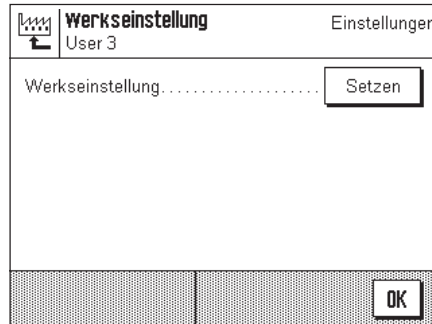 Werkseinstellung Einstellungen
User 3
Werkseinstellung.................... Setzen
OK